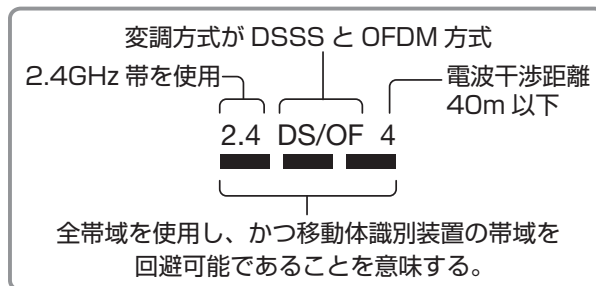 変調方式が DSSS と OFDM 方式
2.4GHz 帯を使用
電波干渉距離
40m 以下
2.4 DS/OF 4
全帯域を使用し、かつ移動体識別装置の帯域を
回避可能であることを意味する。